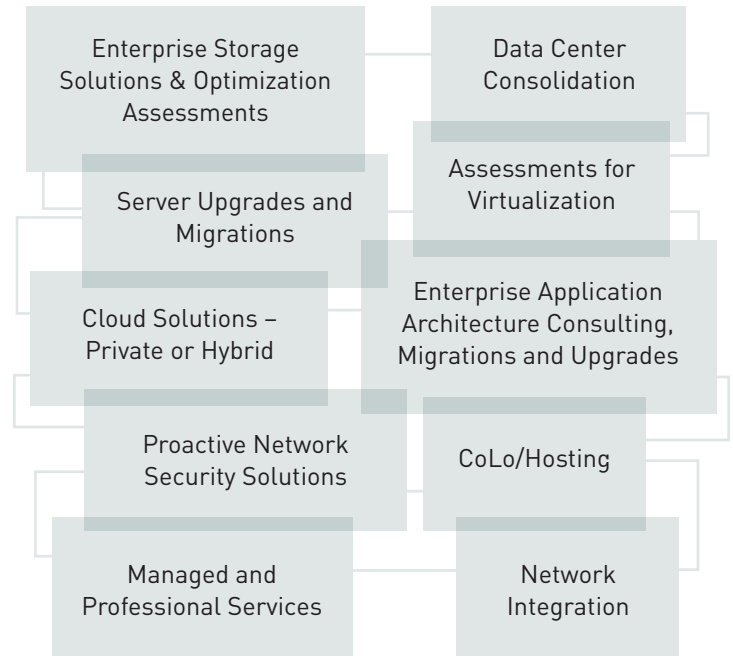 Enterprise Storage
Solutions & Optimization
Assessments
Data Center
Consolidation
Server Upgrades and
Migrations
Assessments for
Virtualization
Cloud Solutions –
Private or Hybrid
Enterprise Application
Architecture Consulting,
Migrations and Upgrades
Proactive Network
Security Solutions
CoLo/Hosting
Managed and
Professional Services
Network
Integration